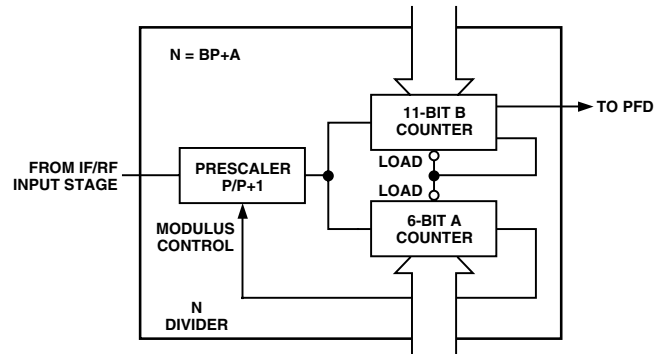 N = BP+A
11-BIT B
COUNTER
TO PFD
FROM IF/RF
INPUT STAGE
PRESCALER
P/P+1
LOAD
LOAD
MODULUS
CONTROL
6-BIT A
COUNTER
N
DIVIDER